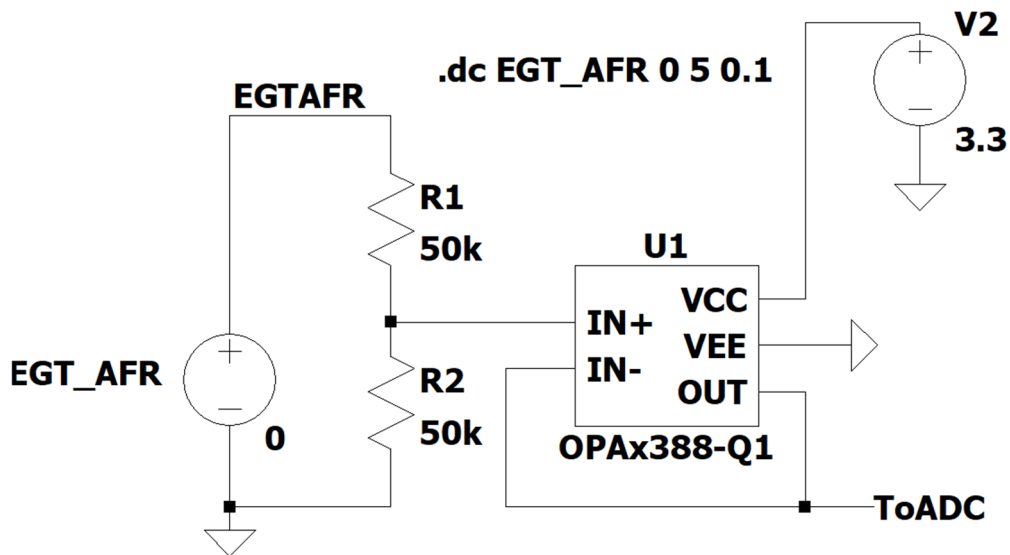 V2
.dc EGT_AFR 0 5 0.1
EGTAFR
3.3
R1
50k
U1
VCC
IN+
VEE
IN-
EGT_AFR
R2
OUT
0
50k
OPAx388-Q1
ToADC